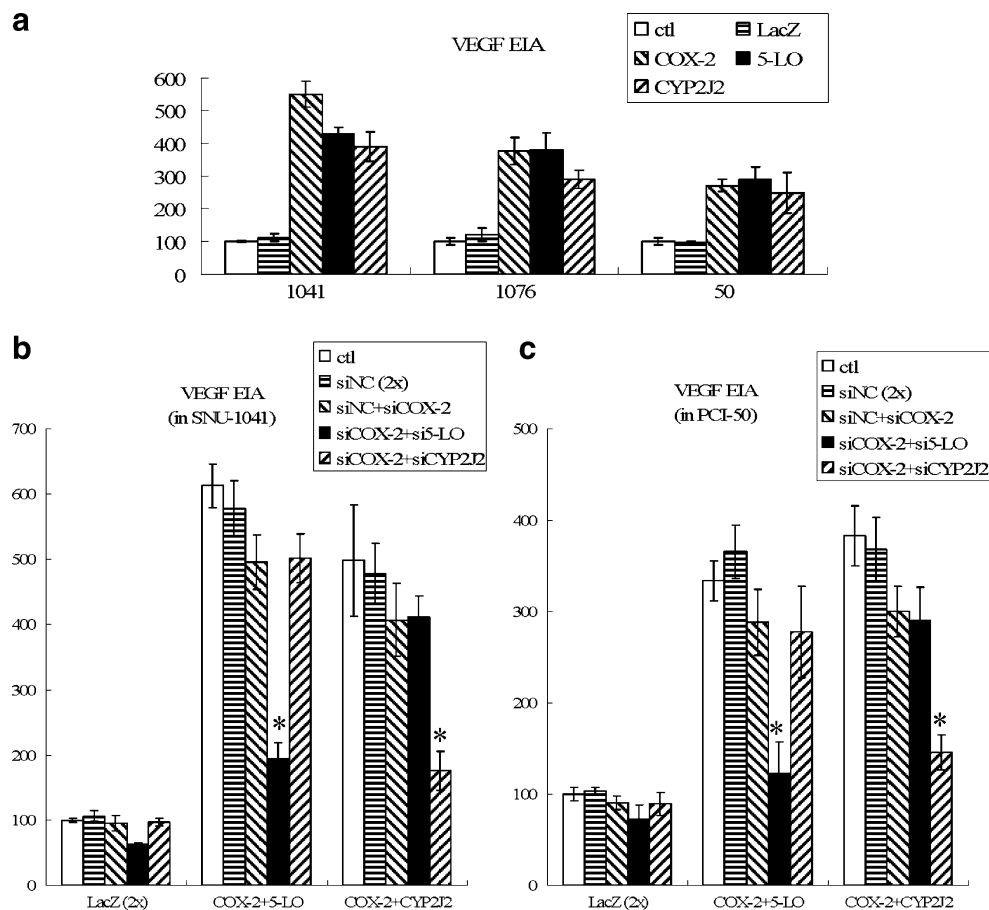 a
VEGF EIA
ctl
LacZ
COX-2
5-LO
CYP2J2
600
500
400
300
200
100
0
1041
1076
50
b
VEGF EIA
(in SNU-1041)
ctl
siNC (2x)
siNC+siCOX-2
siCOX-2+si5-LO
siCOX-2+siCYP2J2
700
600
500
400
300
200
100
0
*
*
LacZ (2x)
COX-2+5-LO
COX-2+CYP2J2
c
VEGF EIA
(in PCI-50)
ctl
siNC (2x)
siNC+siCOX-2
siCOX-2+si5-LO
siCOX-2+siCYP2J2
500
400
300
200
100
0
*
*
LacZ (2x)
COX-2+5-LO
COX-2+CYP2J2